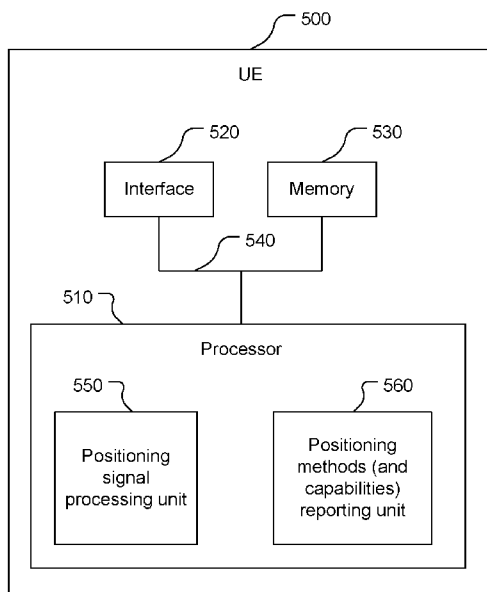 500
UE
520
530
Interface
Memory
540
510
Processor
550
560
Positioning
signal
processing unit
Positioning
methods (and
capabilities)
reporting unit